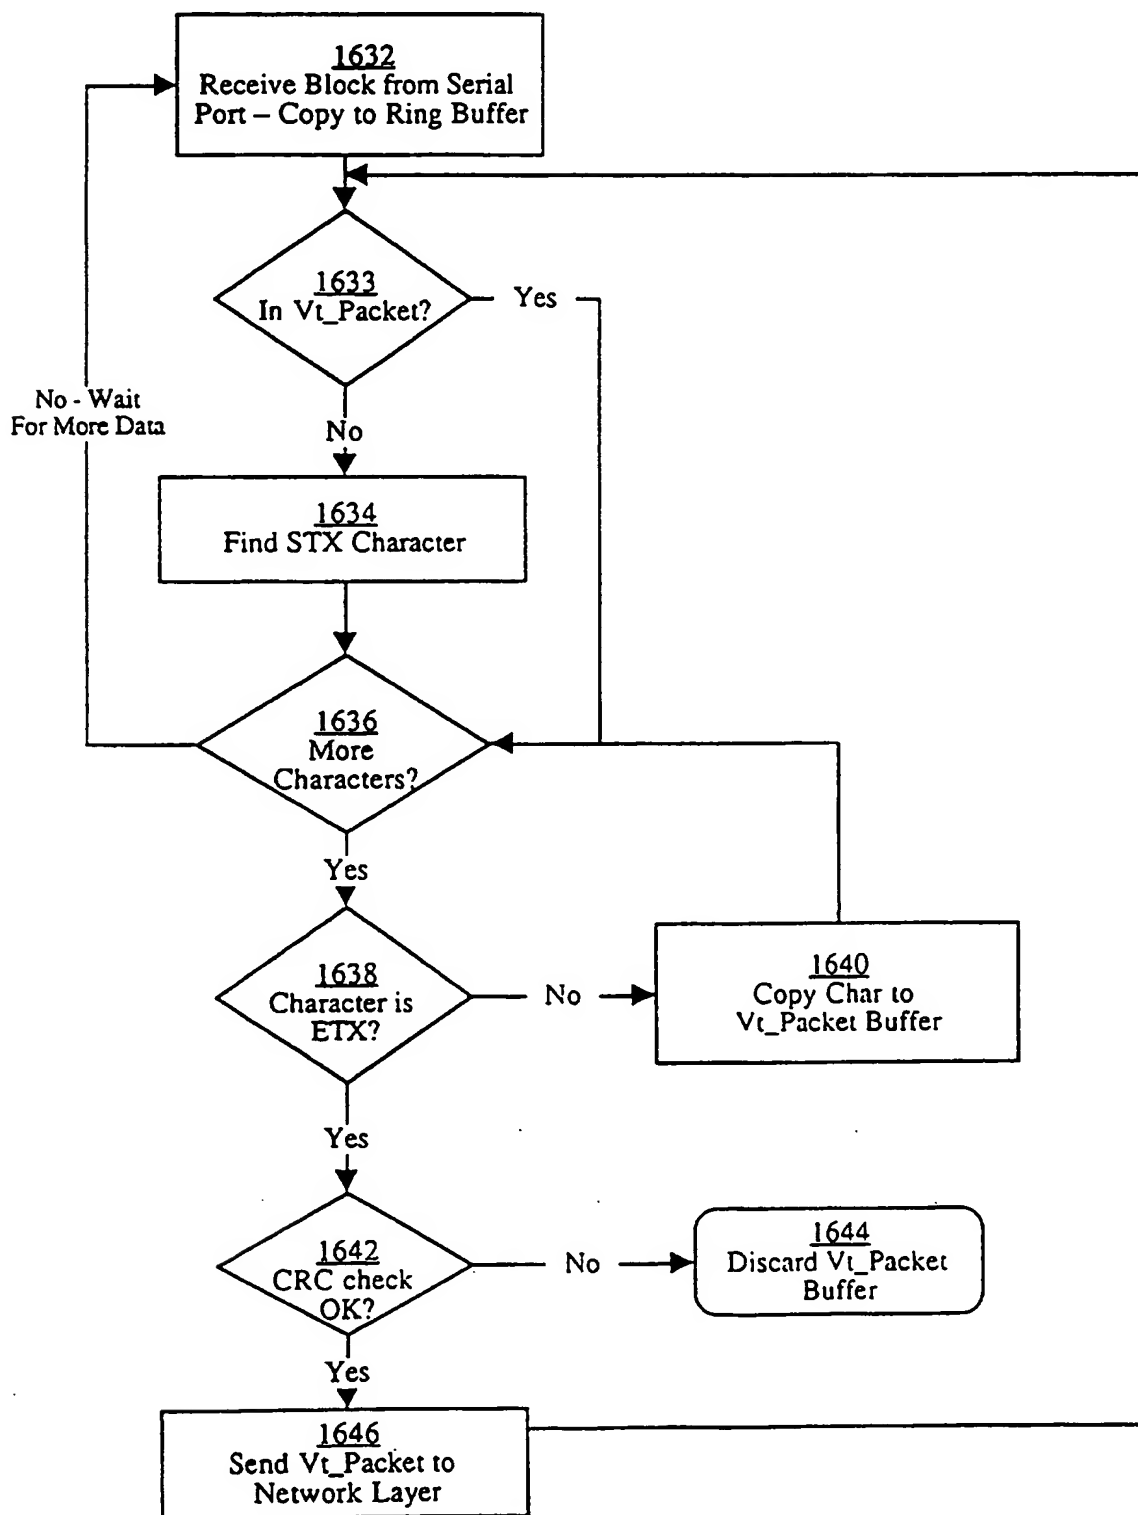 1632
Receive Block from Serial
Port – Copy to Ring Buffer
1633
In Vt_Packet?
Yes
No - Wait
For More Data
No
1634
Find STX Character
1636
More
Characters?
Yes
1638
Character is
ETX?
No
1640
Copy Char to
Vt_Packet Buffer
Yes
1642
CRC check
OK?
No
1644
Discard Vt_Packet
Buffer
Yes
1646
Send Vt_Packet to
Network Layer